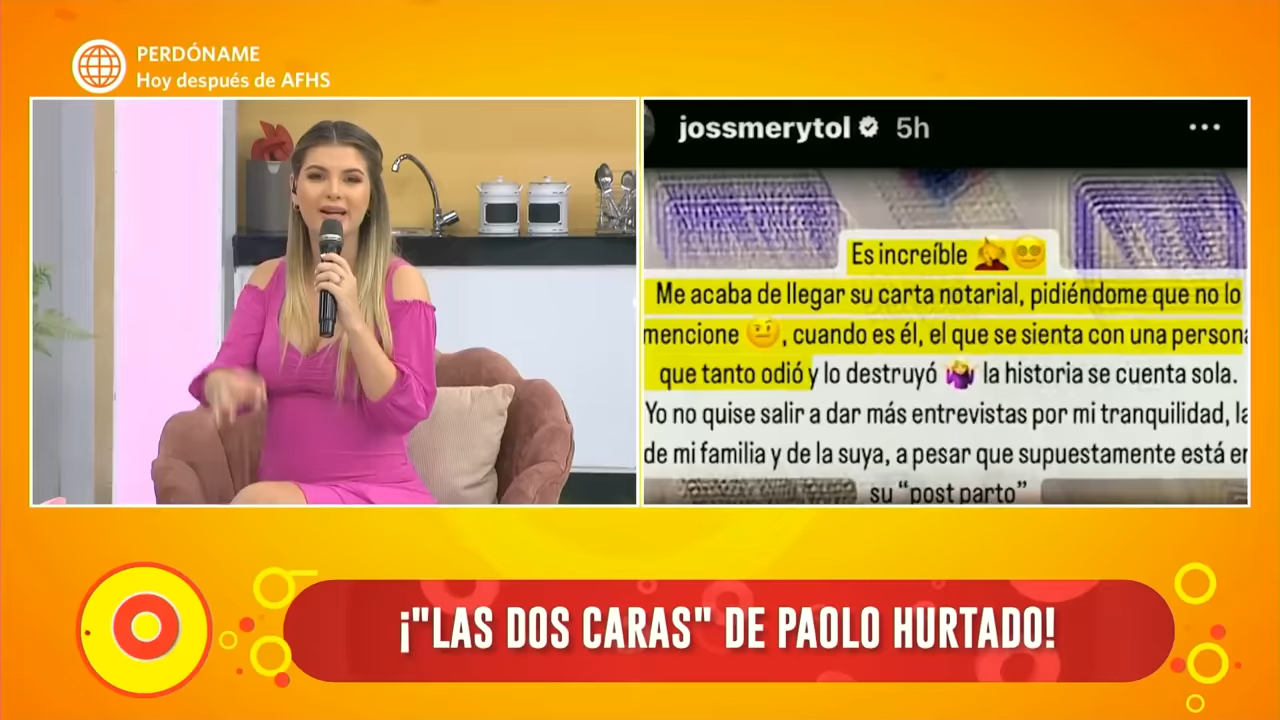 PERDÓNAME
Hoy después de AFHS
jossmerytol 5h
Es increíble
Me acaba de llegar su carta notarial, pidiéndome que no lo
mencione , cuando es él, el que se sienta con una persona
que tanto odió y lo destruyó la historia se cuenta sola.
Yo no quise salir a dar más entrevistas por mi tranquilidad, la
de mi familia y de la suya, a pesar que supuestamente está en
su “post parto”
¡"LAS DOS CARAS" DE PAOLO HURTADO!